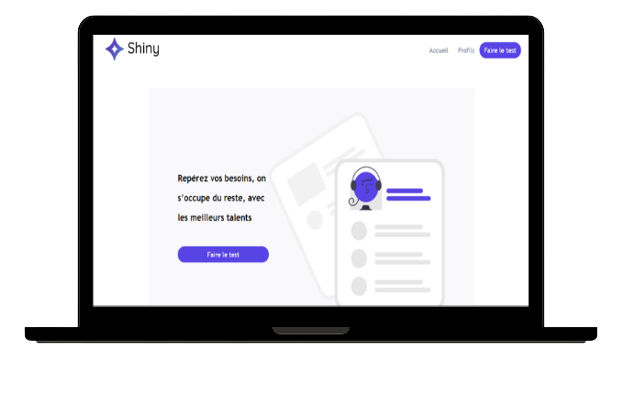 Shiny
Accueil Profils Faire le test
Repérez vos besoins, on
s'occupe du reste, avec
les meilleurs talents
Faire le test